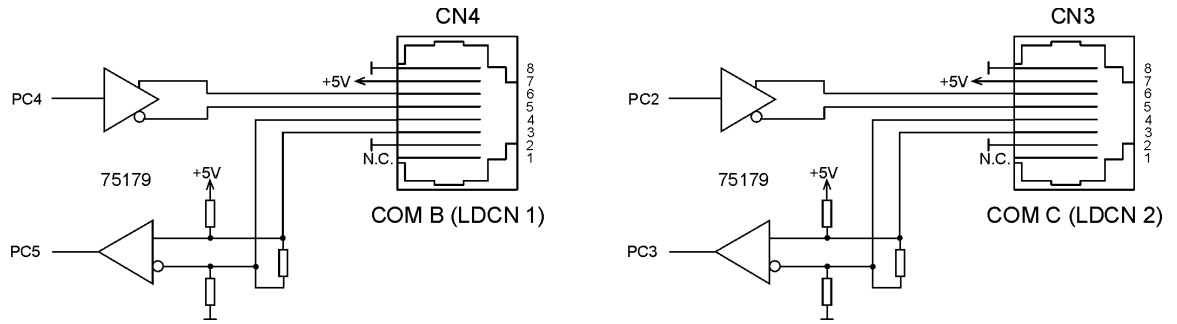 CN4
8
+5V
7
PC4
6
5
4
3
2
N.C.
1
75179
+5V
COM B (LDCN 1)
PC5
CN3
8
+5V
7
PC2
6
5
4
3
2
N.C.
1
75179
+5V
COM C (LDCN 2)
PC3